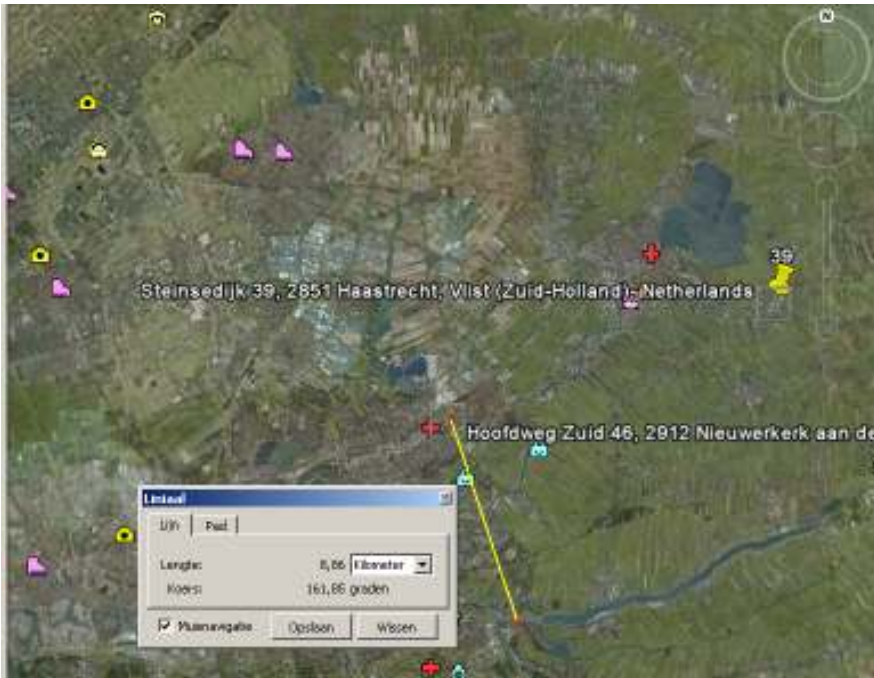 N
39
Steinsedijk 39, 2851 Haastrecht, Vlist (Zuid-Holland), Netherlands
Hoofdweg Zuid 46, 2912 Nieuwerkerk aan de
Liniaal
Lijn Pad
Lengte: 8,86 Kilometer
Koers: 161,85 graden
Muisnavigatie Opslaan Wissen